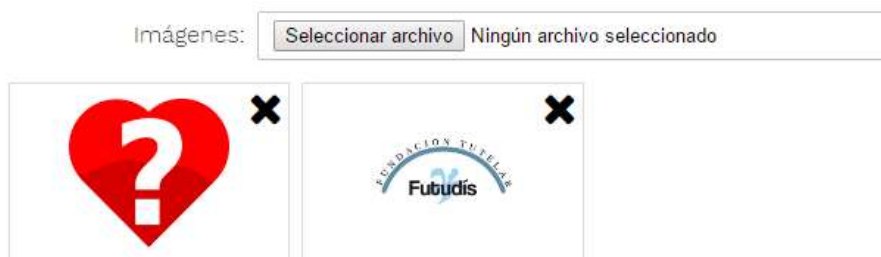 Imágenes:
Seleccionar archivo Ningún archivo seleccionado
?
FUNDACION TUTELAR
Futudís